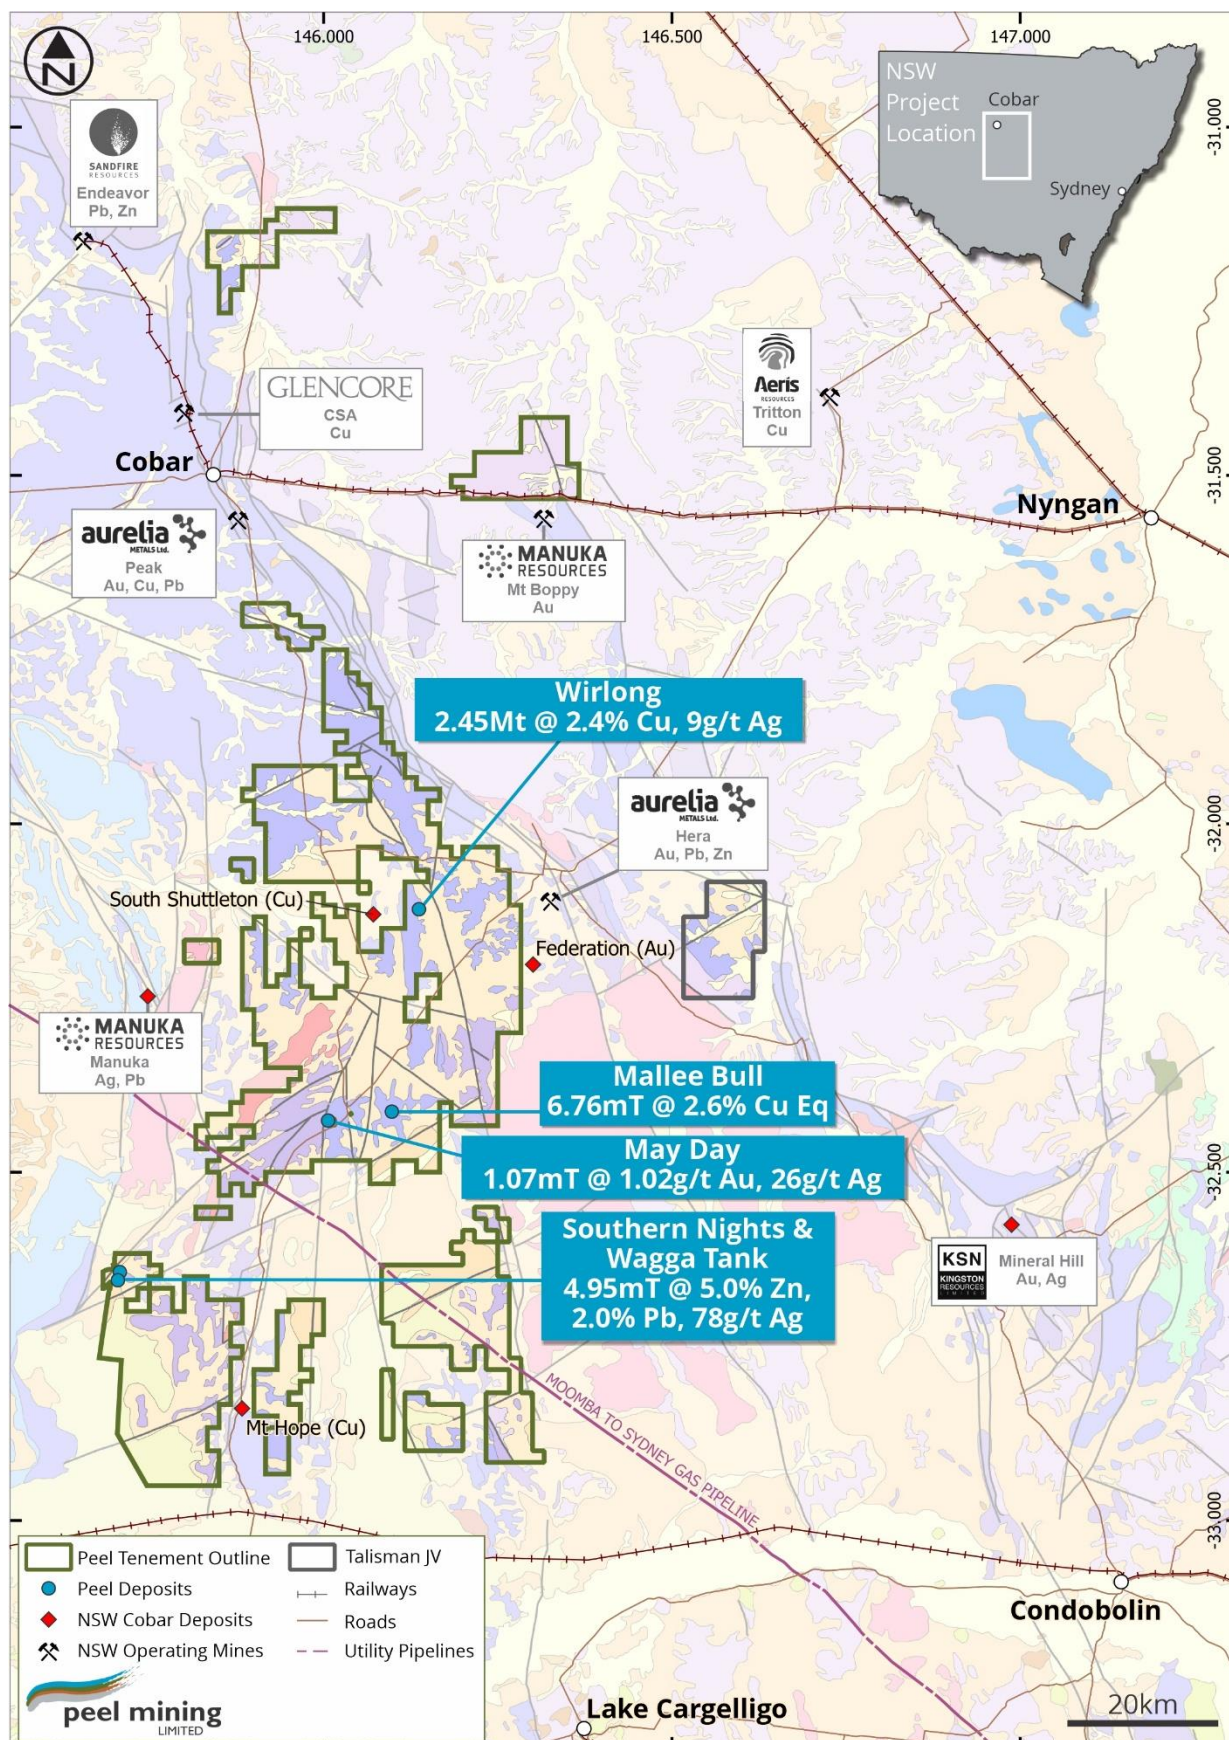 146.000
146.500
147.000
N
NSW
Project
Location
Cobar
Sydney
-31.000
SANDFIRE
RESOURCES
Endeavor
Pb, Zn
GLENCORE
CSA
Cu
Aeris
RESOURCES
Tritton
Cu
Cobar
-31.500
Nyngan
aurelia
METALS Ltd.
Peak
Au, Cu, Pb
MANUKA
RESOURCES
Mt Boppy
Au
Wirlong
2.45Mt @ 2.4% Cu, 9g/t Ag
aurelia
METALS Ltd.
Hera
Au, Pb, Zn
-32.000
South Shuttleton (Cu)
Federation (Au)
MANUKA
RESOURCES
Manuka
Ag, Pb
Mallee Bull
6.76mT @ 2.6% Cu Eq
May Day
1.07mT @ 1.02g/t Au, 26g/t Ag
-32.500
Southern Nights &
Wagga Tank
4.95mT @ 5.0% Zn,
2.0% Pb, 78g/t Ag
KSN
KINGSTON
RESOURCES
LIMITED
Mineral Hill
Au, Ag
Mt Hope (Cu)
MOOMBA TO SYDNEY GAS PIPELINE
-33.000
Peel Tenement Outline
Talisman JV
Peel Deposits
Railways
NSW Cobar Deposits
Roads
NSW Operating Mines
Utility Pipelines
peel mining
LIMITED
Condobolin
Lake Cargelligo
20km